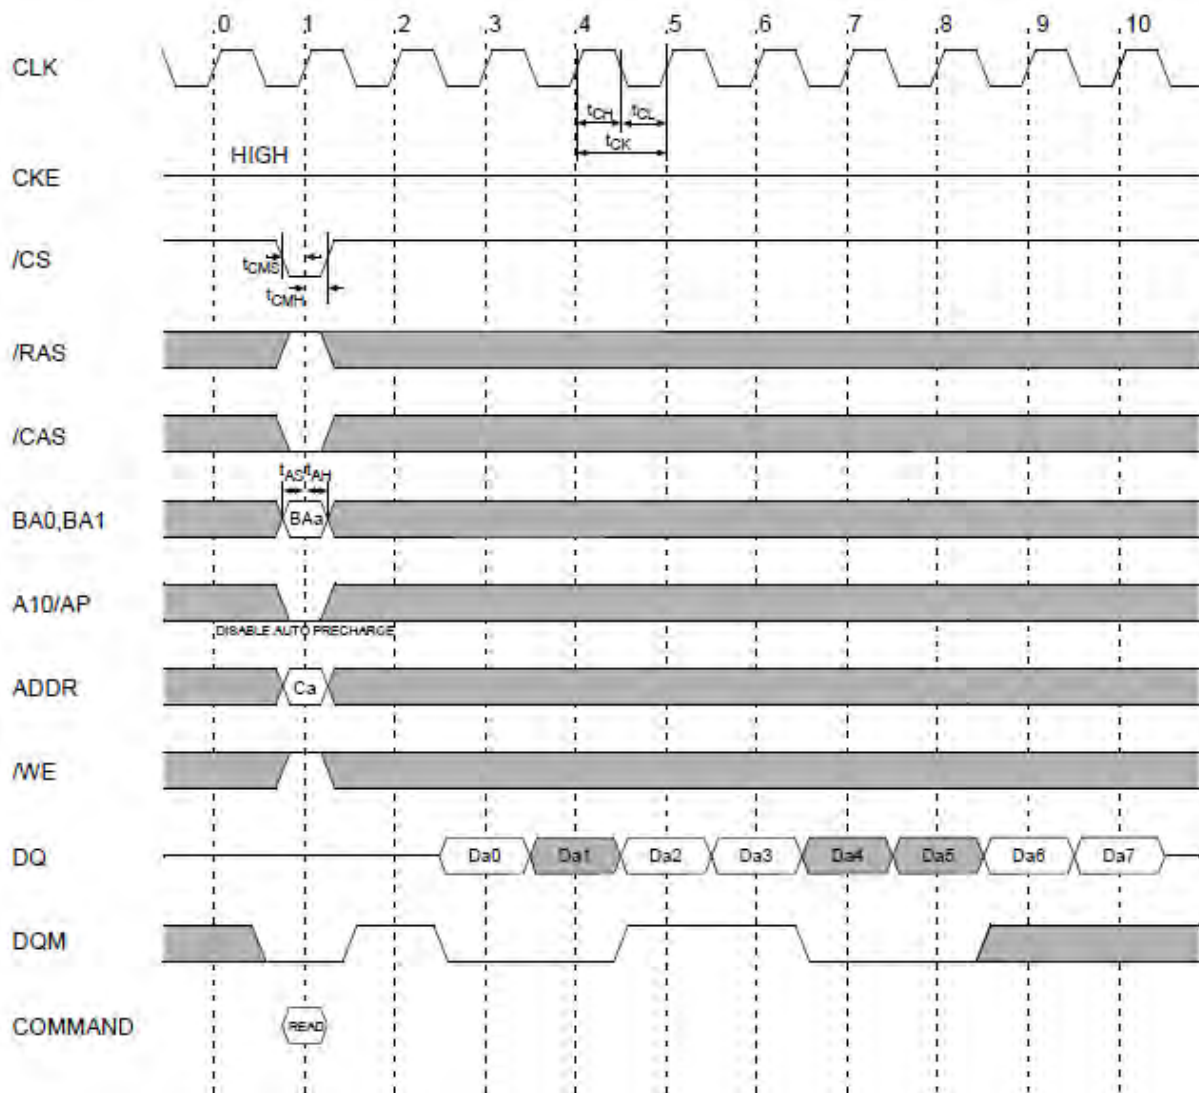 0 1 2 3 4 5 6 7 8 9 10
CLK
tCH tCL
tCK
HIGH
CKE
/CS
tCMS
tCMH
/RAS
/CAS
tAS tAH
BA0,BA1 BAa
A10/AP
DISABLE AUTO PRECHARGE
ADDR Ca
/WE
DQ Da0 Da1 Da2 Da3 Da4 Da5 Da6 Da7
DQM
COMMAND READ